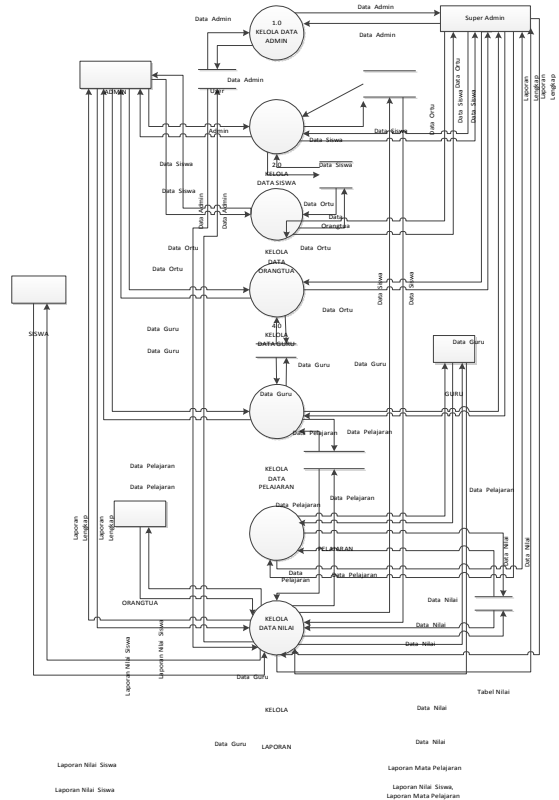 Data Admin
Data Admin
1.0
KELOLA DATA
ADMIN
Super Admin
Data Admin
Data Admin
User
ADMIN
Laporan
Lengkap
Laporan
Lengkap
Data Ortu
Data Ortu
Data Siswa
Data Siswa
Admin
Data Siswa
Data Siswa
Data Siswa
2.0
KELOLA
DATA SISWA
Data Siswa
Data Siswa
Data Admin
Data Admin
Data Ortu
Data
Orangtua
Data Ortu
Data Ortu
KELOLA
DATA
ORANGTUA
Data Ortu
Data Siswa
Data Siswa
Data Ortu
SISWA
4.0
KELOLA
DATA GURU
Data Guru
Data Guru
Data Guru
Data Guru
Data Guru
Data Guru
GURU
Data Pelajaran
Data Pelajaran
Data Pelajaran
Data Pelajaran
KELOLA
DATA
PELAJARAN
Data Pelajaran
Data Pelajaran
Data Pelajaran
Laporan
Lengkap
Laporan
Lengkap
PELAJARAN
Data Nilai
Data Nilai
Data
Pelajaran
Data Pelajaran
ORANGTUA
Data Nilai
KELOLA
DATA NILAI
Data Nilai
Data Nilai
Laporan Nilai Siswa
Laporan Nilai Siswa
Data Guru
Tabel Nilai
KELOLA
Data Nilai
Data Guru
LAPORAN
Data Nilai
Laporan Nilai Siswa
Laporan Mata Pelajaran
Laporan Nilai Siswa
Laporan Nilai Siswa,
Laporan Mata Pelajaran